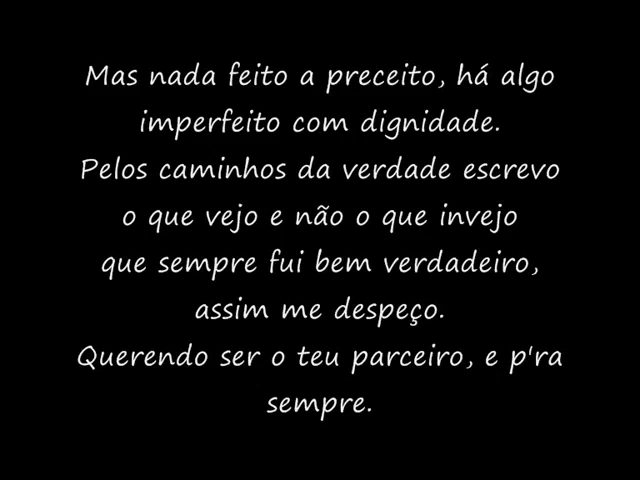 Mas nada feito a preceito, há algo
imperfeito com dignidade.
Pelos caminhos da verdade escrevo
o que vejo e não o que invejo
que sempre fui bem verdadeiro,
assim me despeço.
Querendo ser o teu parceiro, e p'ra
sempre.